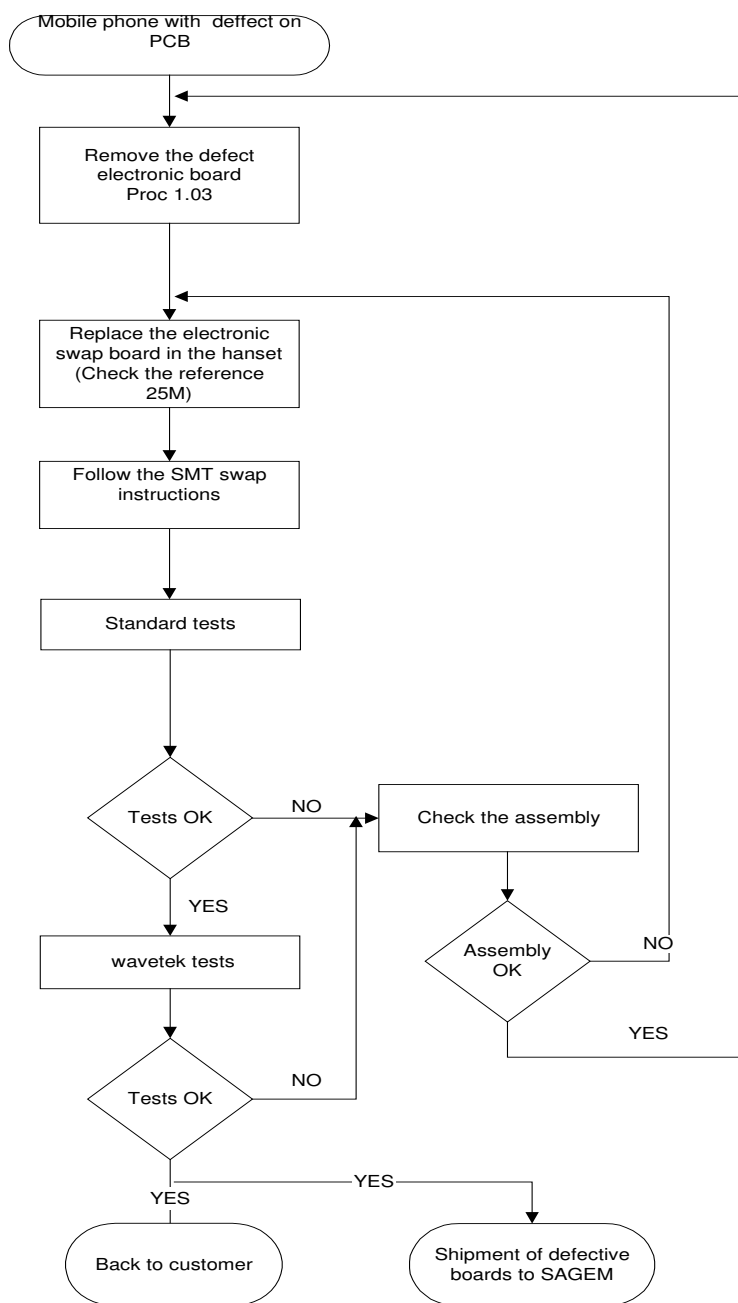 Mobile phone with deffect on
PCB
Remove the defect
electronic board
Proc 1.03
Replace the electronic
swap board in the hanset
(Check the reference
25M)
Follow the SMT swap
instructions
Standard tests
Tests OK
NO
Check the assembly
YES
wavetek tests
Assembly
OK
NO
YES
Tests OK
NO
YES
YES
Back to customer
Shipment of defective
boards to SAGEM